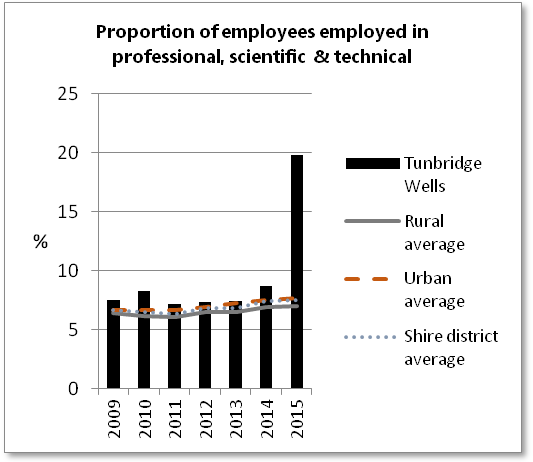 Proportion of employees employed in
professional, scientific & technical
25
20
15
10
5
0
%
2009
2010
2011
2012
2013
2014
2015
Tunbridge
Wells
Rural
average
Urban
average
Shire district
average